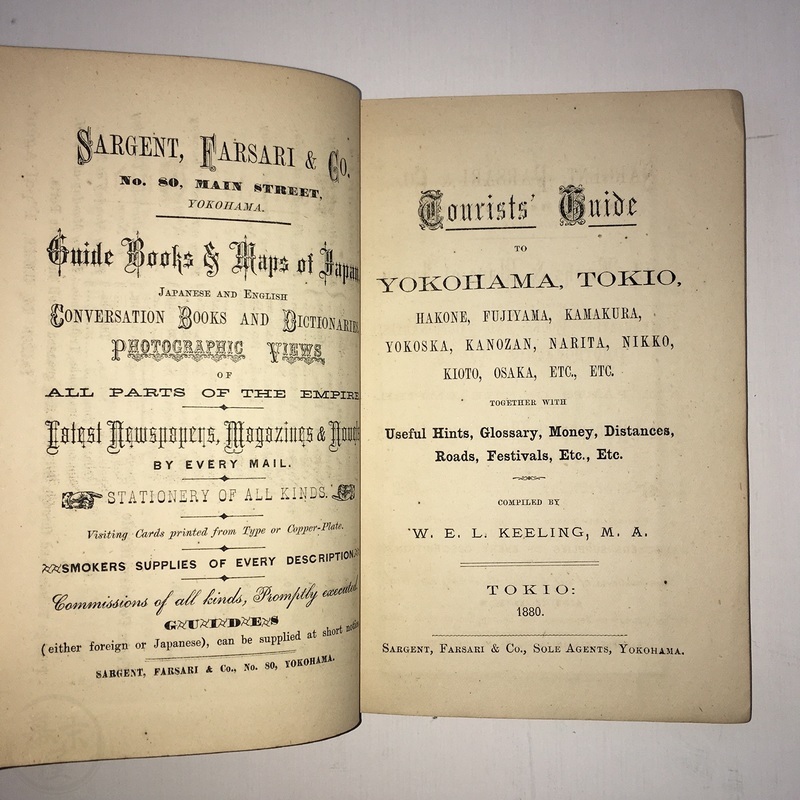 SARGENT, FARSARI & CO.
No. 80, MAIN STREET,
YOKOHAMA.
Guide Books & Maps of Japan
JAPANESE AND ENGLISH
CONVERSATION BOOKS AND DICTIONARIES
PHOTOGRAPHIC VIEWS
OF
ALL PARTS OF THE EMPIRE
Latest Newspapers, Magazines & Novels
BY EVERY MAIL.
STATIONERY OF ALL KINDS.
Visiting Cards printed from Type or Copper-Plate.
SMOKERS SUPPLIES OF EVERY DESCRIPTION.
Commissions of all kinds, Promptly executed
GUIDES
(either foreign or Japanese), can be supplied at short notice
SARGENT, FARSARI & Co., No. 80, YOKOHAMA.
Tourists' Guide
TO
YOKOHAMA, TOKIO,
HAKONE, FUJIYAMA, KAMAKURA,
YOKOSKA, KANOZAN, NARITA, NIKKO,
KIOTO, OSAKA, ETC., ETC.
TOGETHER WITH
Useful Hints, Glossary, Money, Distances,
Roads, Festivals, Etc., Etc.
COMPILED BY
W. E. L. KEELING, M. A.
TOKIO:
1880.
SARGENT, FARSARI & Co., SOLE AGENTS, YOKOHAMA.